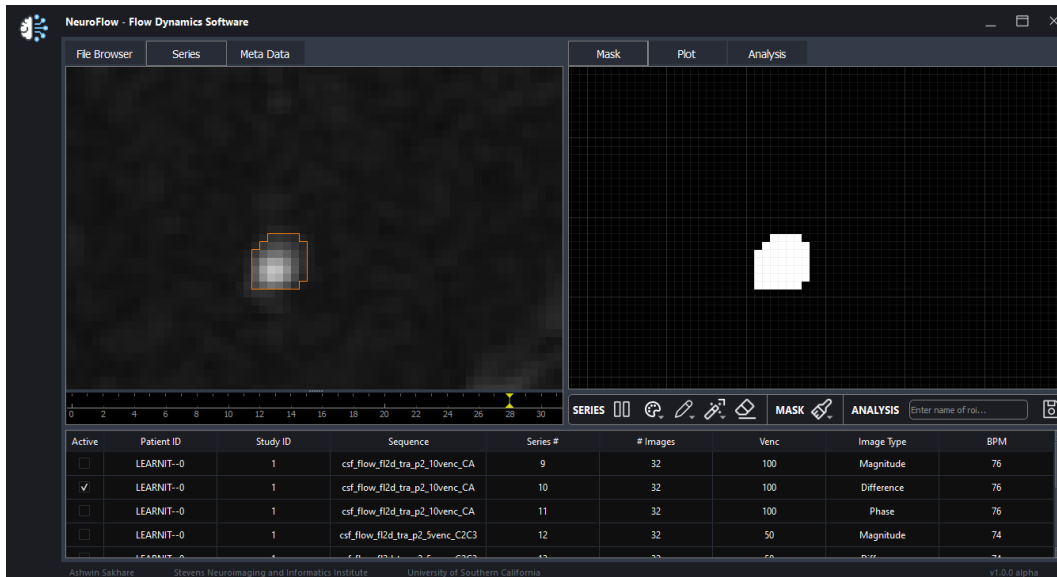 NeuroFlow - Flow Dynamics Software
File Browser Series Meta Data
Mask Plot Analysis
0 2 4 6 8 10 12 14 16 18 20 22 24 26 28 30
SERIES MASK ANALYSIS Enter name of roi...
Active Patient ID Study ID Sequence Series # # Images Venc Image Type BPM
LEARNIT--0 1 csf_flow_fl2d_tra_p2_10venc_CA 9 32 100 Magnitude 76
LEARNIT--0 1 csf_flow_fl2d_tra_p2_10venc_CA 10 32 100 Difference 76
LEARNIT--0 1 csf_flow_fl2d_tra_p2_10venc_CA 11 32 100 Phase 76
LEARNIT--0 1 csf_flow_fl2d_tra_p2_5venc_C2C3 12 32 50 Magnitude 74
Ashwin Sakhare Stevens Neuroimaging and Informatics Institute University of Southern California v1.0.0 alpha